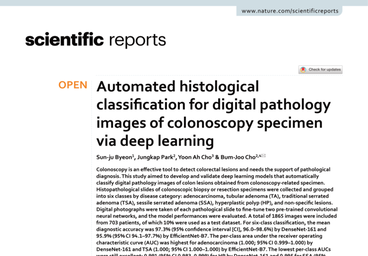 www.nature.com/scientificreports
scientific reports
Check for updates
OPEN
Automated histological
classification for digital pathology
images of colonoscopy specimen
via deep learning
Sun-ju Byeon, Jungkap Park, Yoon Ah Cho & Bum-Joo Cho
Colonoscopy is an effective tool to detect colorectal lesions and needs the support of pathological
diagnosis. This study aimed to develop and validate deep learning models that automatically
classify digital pathology images of colon lesions obtained from colonoscopy-related specimen.
Histopathological slides of colonoscopic biopsy or resection specimens were collected and grouped
into six classes by disease category: adenocarcinoma, tubular adenoma (TA), traditional serrated
adenoma (TSA), sessile serrated adenoma (SSA), hyperplastic polyp (HP), and non-specific lesions.
Digital photographs were taken of each pathological slide to fine-tune two pre-trained convolutional
neural networks, and the model performances were evaluated. A total of 1865 images were included
from 703 patients, of which 10% were used as a test dataset. For six-class classification, the mean
diagnostic accuracy was 97.3% (95% confidence interval [CI], 96.0–98.6%) by DenseNet-161 and
95.9% (95% CI 94.1–97.7%) by EfficientNet-B7. The per-class area under the receiver operating
characteristic curve (AUC) was highest for adenocarcinoma (1.000; 95% CI 0.999–1.000) by
DenseNet-161 and TSA (1.000; 95% CI 1.000–1.000) by EfficientNet-B7. The lowest per-class AUCs